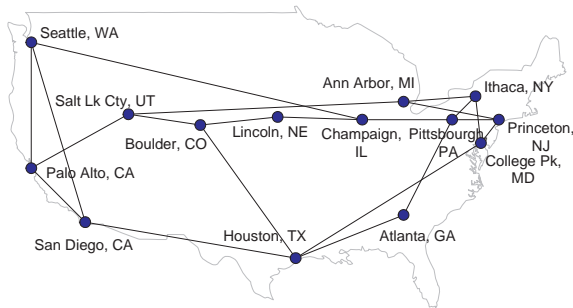 Seattle, WA
Ann Arbor, MI
Ithaca, NY
Salt Lk Cty, UT
Boulder, CO
Lincoln, NE
Champaign,
IL
Pittsbourgh
PA
Princeton,
NJ
College Pk,
MD
Palo Alto, CA
San Diego, CA
Houston, TX
Atlanta, GA